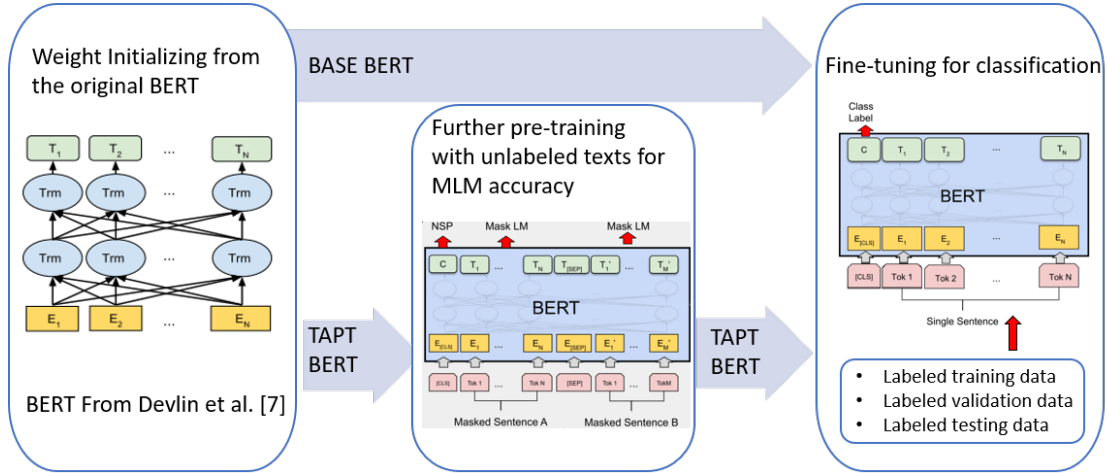 Weight Initializing from
the original BERT
T1 T2 ... TN
Trm Trm ... Trm
Trm Trm ... Trm
E1 E2 ... EN
BERT From Devlin et al. [7]
BASE BERT
TAPT
BERT
Further pre-training
with unlabeled texts for
MLM accuracy
NSP Mask LM Mask LM
C T1 ... TN T[SEP] T1' ... TM'
BERT
E[CLS] E1 ... EN E[SEP] E1' ... EM'
[CLS] Tok 1 ... Tok N [SEP] Tok 1 ... TokM
Masked Sentence A Masked Sentence B
TAPT
BERT
Fine-tuning for classification
Class
Label
C T1 T2 ... TN
BERT
E[CLS] E1 E2 ... EN
[CLS] Tok 1 Tok 2 ... Tok N
Single Sentence
• Labeled training data
• Labeled validation data
• Labeled testing data